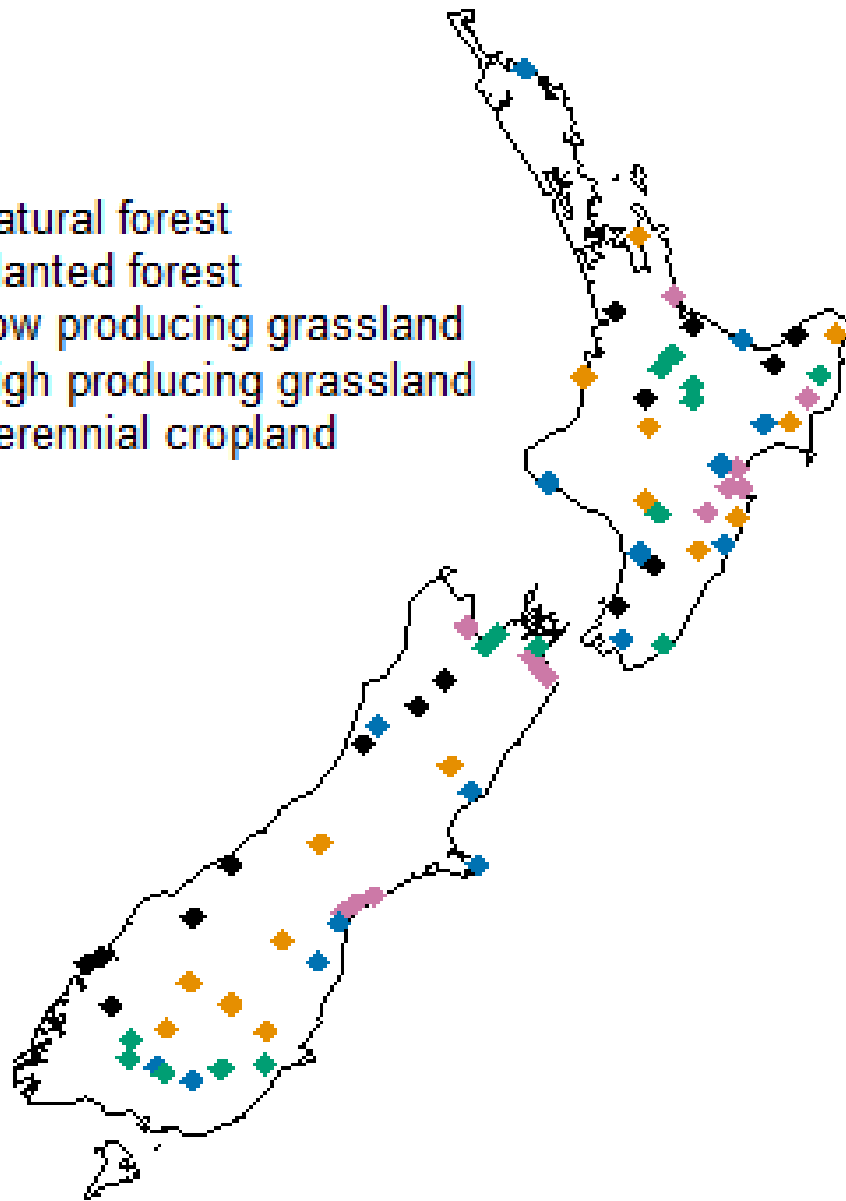 atural forest
lanted forest
ow producing grassland
igh producing grassland
erennial cropland